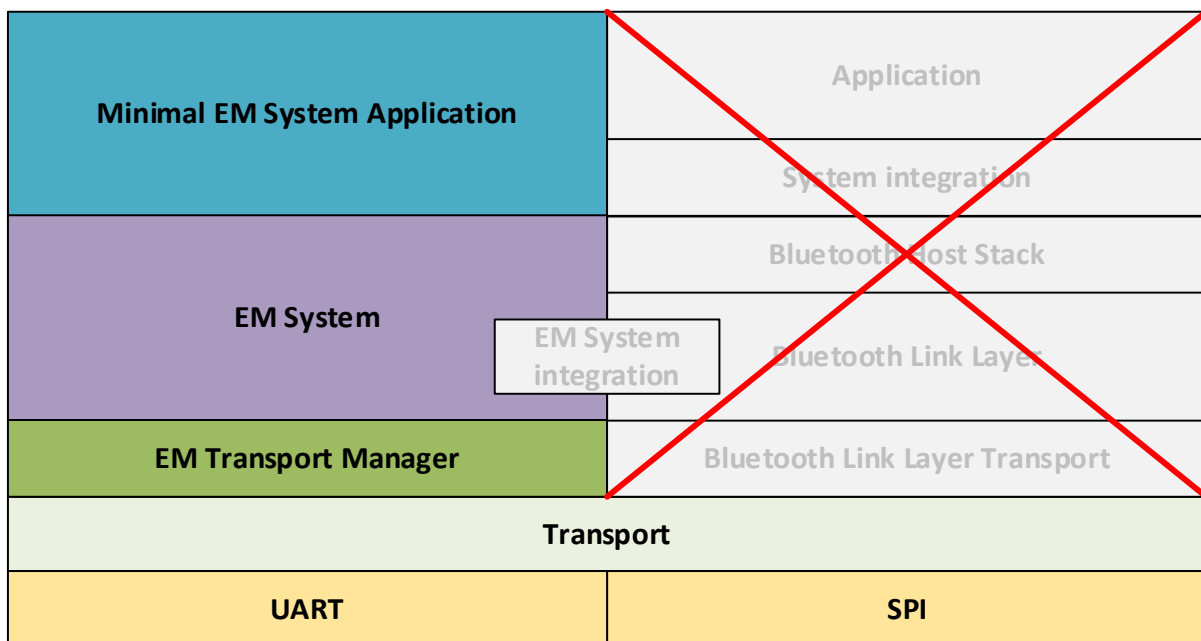 Minimal EM System Application
Application
System integration
EM System
Bluetooth Host Stack
EM System
integration
Bluetooth Link Layer
EM Transport Manager
Bluetooth Link Layer Transport
Transport
UART
SPI